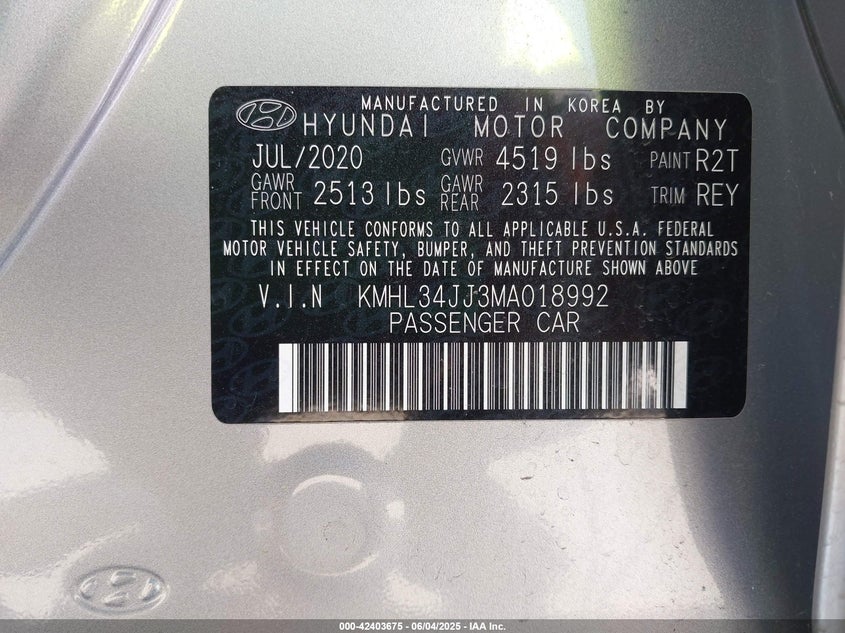 MANUFACTURED IN KOREA BY
HYUNDAI MOTOR COMPANY
JUL/2020 GVWR 4519 lbs PAINT R2T
GAWR FRONT 2513 lbs GAWR REAR 2315 lbs TRIM REY
THIS VEHICLE CONFORMS TO ALL APPLICABLE U.S.A. FEDERAL
MOTOR VEHICLE SAFETY, BUMPER, AND THEFT PREVENTION STANDARDS
IN EFFECT ON THE DATE OF MANUFACTURE SHOWN ABOVE
V.I.N KMHL34JJ3MA018992
PASSENGER CAR
000-42403675 - 06/04/2025 - IAA Inc.